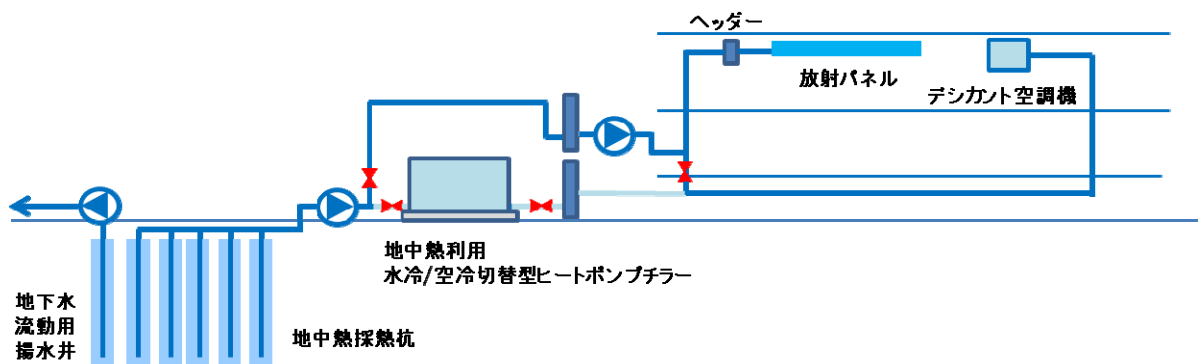 ヘッダー
放射パネル
デシカント空調機
地中熱利用
水冷/空冷切替型ヒートポンプチラー
地下水
流動用
揚水井
地中熱採熱杭